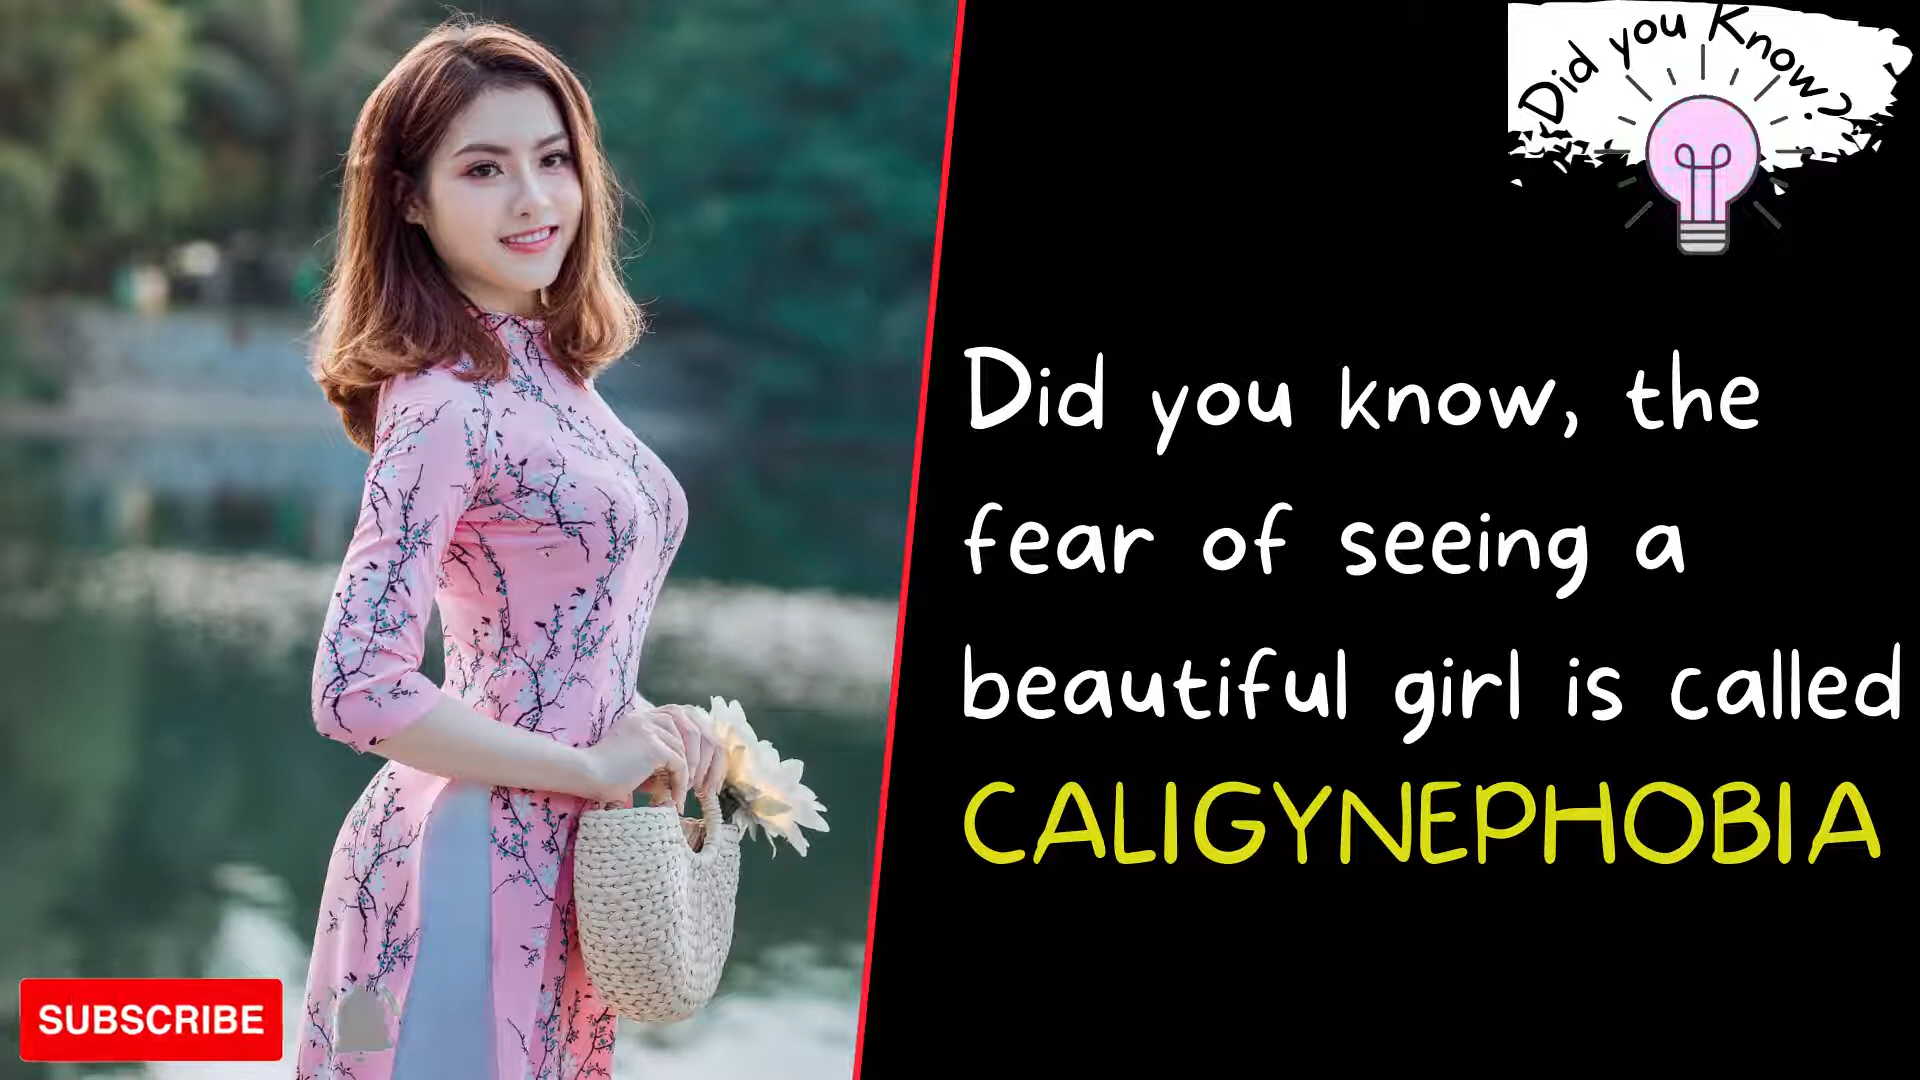 Did you Know?
Did you know, the
fear of seeing a
beautiful girl is called
CALIGYNEPHOBIA
SUBSCRIBE